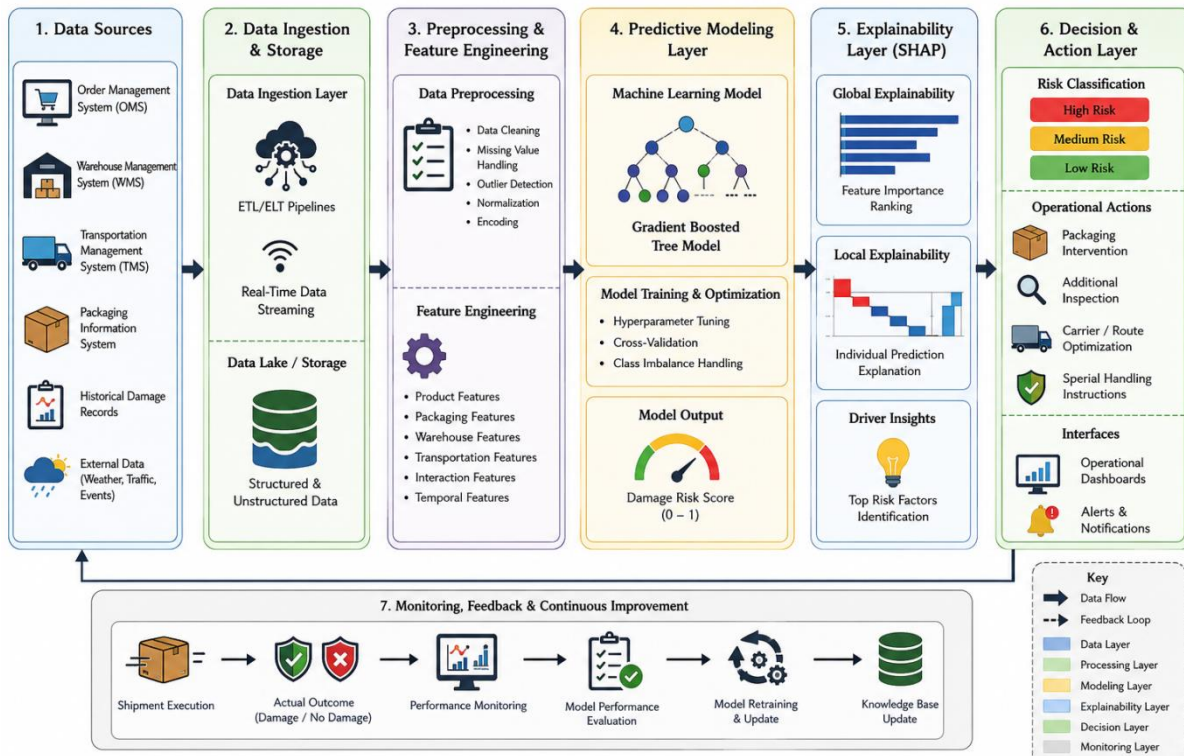 1. Data Sources
Order Management
System (OMS)
Warehouse Management
System (WMS)
Transportation
Management
System (TMS)
Packaging
Information
System
Historical Damage
Records
External Data
(Weather, Traffic,
Events)
2. Data Ingestion
& Storage
Data Ingestion Layer
ETL/ELT Pipelines
Real-Time Data
Streaming
Data Lake / Storage
Structured &
Unstructured Data
3. Preprocessing &
Feature Engineering
Data Preprocessing
• Data Cleaning
• Missing Value
Handling
• Outlier Detection
• Normalization
• Encoding
Feature Engineering
• Product Features
• Packaging Features
• Warehouse Features
• Transportation Features
• Interaction Features
• Temporal Features
4. Predictive Modeling
Layer
Machine Learning Model
Gradient Boosted
Tree Model
Model Training & Optimization
• Hyperparameter Tuning
• Cross-Validation
• Class Imbalance Handling
Model Output
Damage Risk Score
(0 – 1)
5. Explainability
Layer (SHAP)
Global Explainability
Feature Importance
Ranking
Local Explainability
Individual Prediction
Explanation
Driver Insights
Top Risk Factors
Identification
6. Decision &
Action Layer
Risk Classification
High Risk
Medium Risk
Low Risk
Operational Actions
Packaging
Intervention
Additional
Inspection
Carrier / Route
Optimization
Sperial Handling
Instructions
Interfaces
Operational
Dashboards
Alerts &
Notifications
7. Monitoring, Feedback & Continuous Improvement
Shipment Execution
Actual Outcome
(Damage / No Damage)
Performance Monitoring
Model Performance
Evaluation
Model Retraining
& Update
Knowledge Base
Update
Key
Data Flow
Feedback Loop
Data Layer
Processing Layer
Modeling Layer
Explainability Layer
Decision Layer
Monitoring Layer